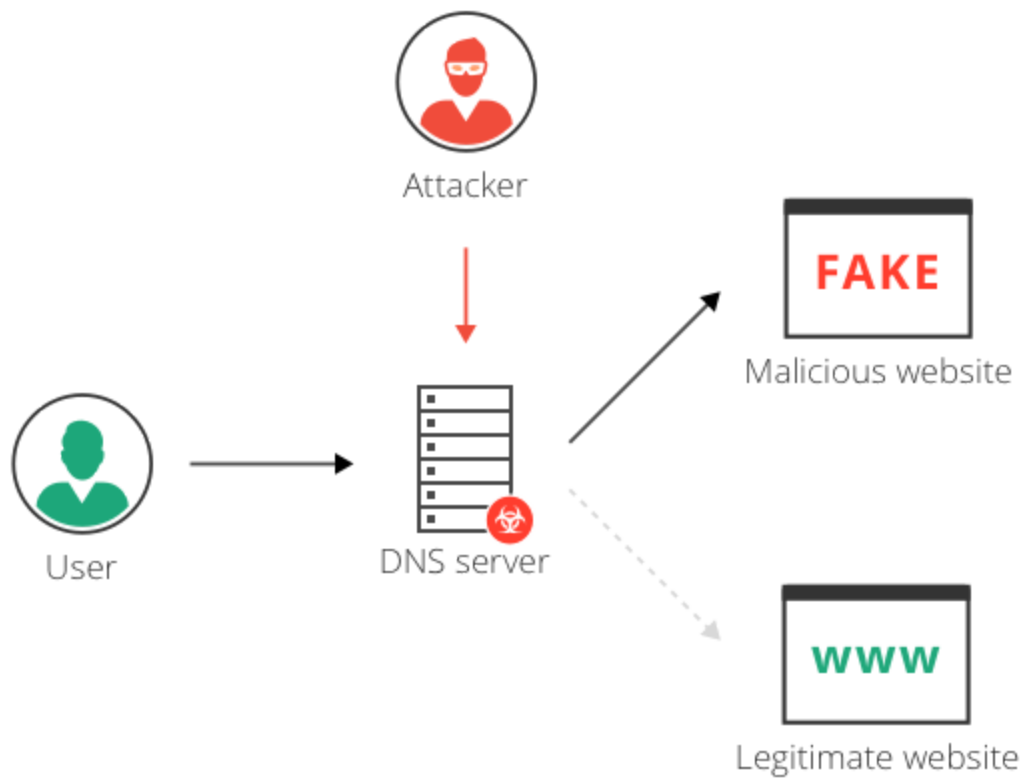 Attacker
FAKE
Malicious website
User
DNS server
www
Legitimate website